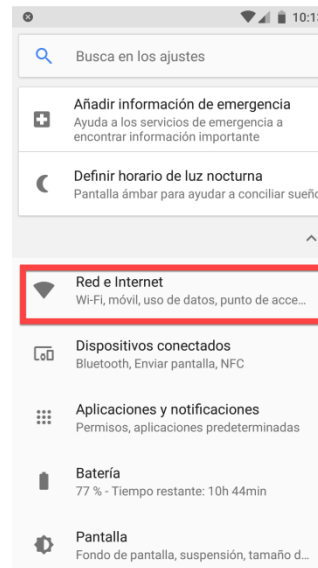 10:13
Busca en los ajustes
Añadir información de emergencia
Ayuda a los servicios de emergencia a
encontrar información importante
Definir horario de luz nocturna
Pantalla ámbar para ayudar a conciliar sueño
Red e Internet
Wi-Fi, móvil, uso de datos, punto de acce...
Dispositivos conectados
Bluetooth, Enviar pantalla, NFC
Aplicaciones y notificaciones
Permisos, aplicaciones predeterminadas
Batería
77 % - Tiempo restante: 10h 44min
Pantalla
Fondo de pantalla, suspensión, tamaño d...